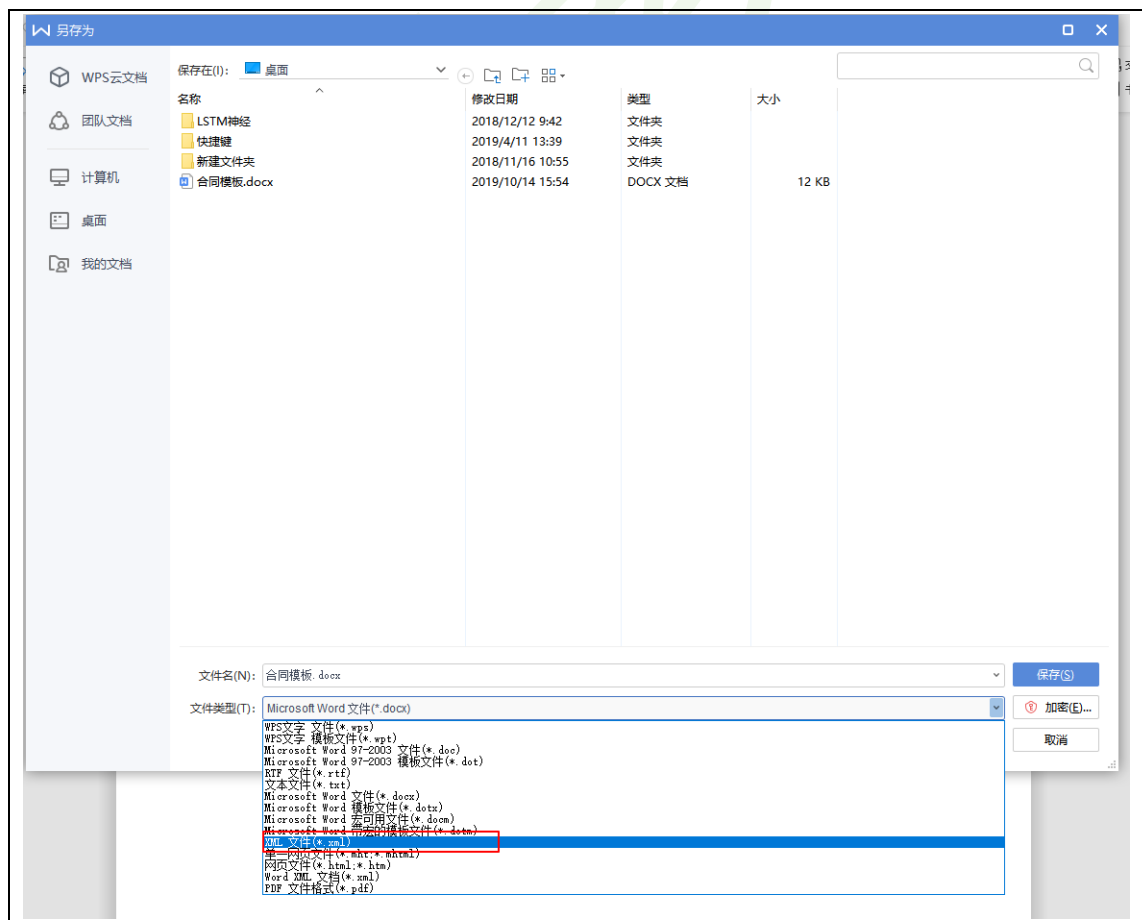 另存为
WPS云文档
团队文档
计算机
桌面
我的文档
保存在(I): 桌面
名称 修改日期 类型 大小
LSTM神经 2018/12/12 9:42 文件夹
快捷键 2019/4/11 13:39 文件夹
新建文件夹 2018/11/16 10:55 文件夹
合同模板.docx 2019/10/14 15:54 DOCX 文档 12 KB
文件名(N): 合同模板.docx 保存(S)
文件类型(T): Microsoft Word 文件(*.docx) 加密(E)...
取消
WPS文字 文件(*.wps)
WPS文字 模板文件(*.wpt)
Microsoft Word 97-2003 文件(*.doc)
Microsoft Word 97-2003 模板文件(*.dot)
RTF 文件(*.rtf)
文本文件(*.txt)
Microsoft Word 文件(*.docx)
Microsoft Word 模板文件(*.dotx)
Microsoft Word 宏可用文件(*.docm)
Microsoft Word 带宏的模板文件(*.dotm)
XML 文件(*.xml)
单一网页文件(*.mht;*.mhtml)
网页文件(*.html;*.htm)
Word XML 文档(*.xml)
PDF 文件格式(*.pdf)